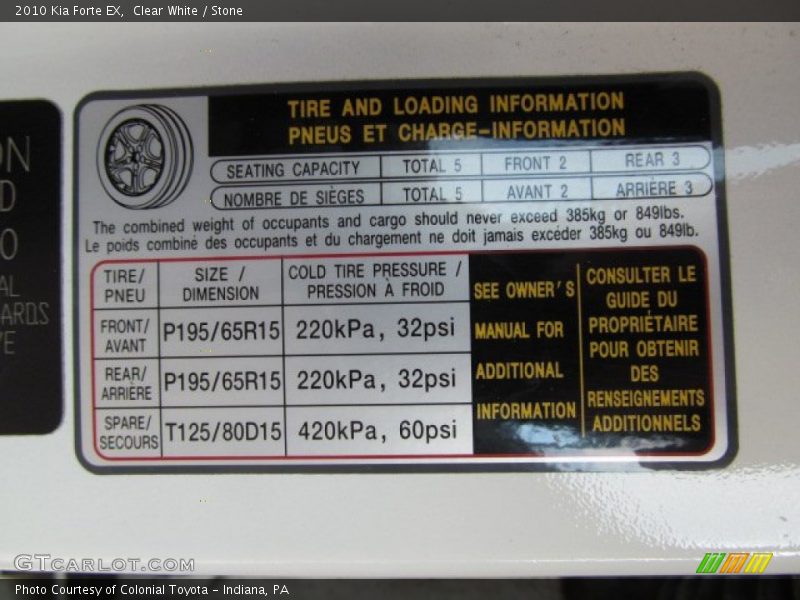 2010 Kia Forte EX,  Clear White / Stone
TIRE AND LOADING INFORMATION
PNEUS ET CHARGE-INFORMATION
SEATING CAPACITY TOTAL 5 FRONT 2 REAR 3
NOMBRE DE SIÈGES TOTAL 5 AVANT 2 ARRIÈRE 3
The combined weight of occupants and cargo should never exceed 385kg or 849lbs.
Le poids combiné des occupants et du chargement ne doit jamais excéder 385kg ou 849lb.
TIRE/
PNEU
SIZE /
DIMENSION
COLD TIRE PRESSURE /
PRESSION À FROID
FRONT/
AVANT
P195/65R15
220kPa, 32psi
REAR/
ARRIÈRE
P195/65R15
220kPa, 32psi
SPARE/
SECOURS
T125/80D15
420kPa, 60psi
SEE OWNER'S
MANUAL FOR
ADDITIONAL
INFORMATION
CONSULTER LE
GUIDE DU
PROPRIÉTAIRE
POUR OBTENIR
DES
RENSEIGNEMENTS
ADDITIONNELS
GTCARLOT.COM
Photo Courtesy of Colonial Toyota - Indiana, PA